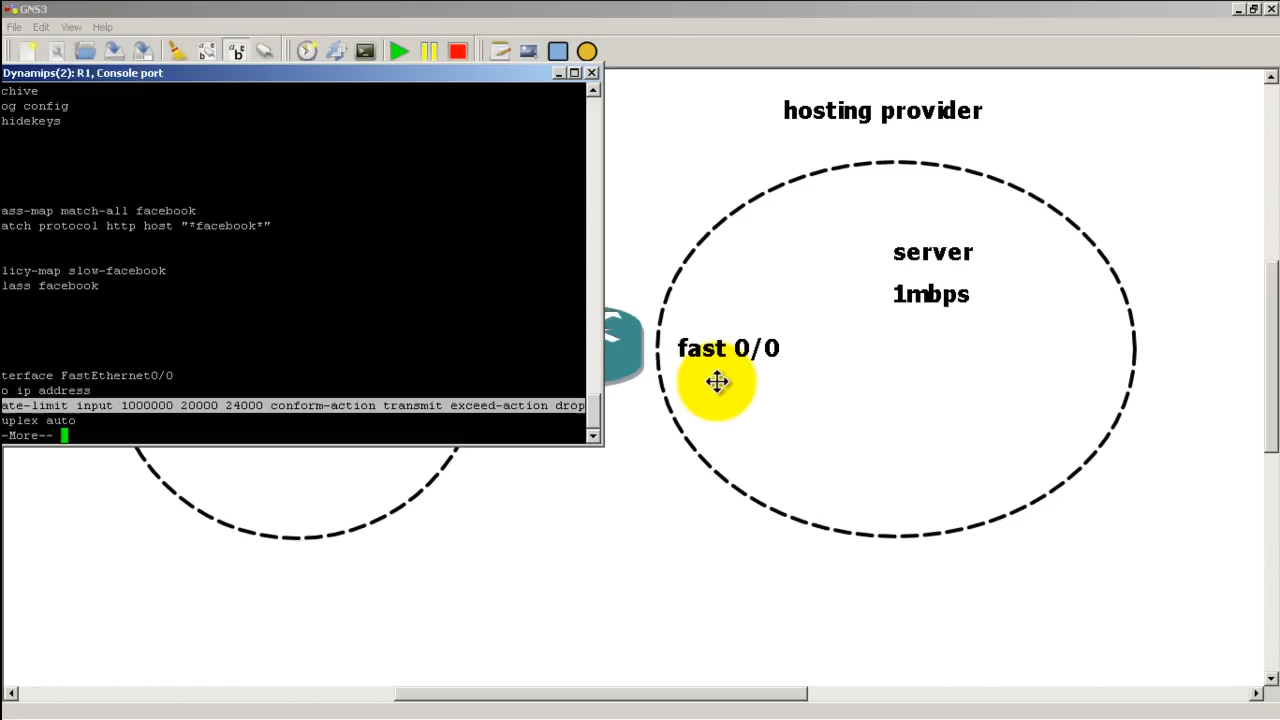 GNS3
File Edit View Help
Dynamips(2): R1, Console port
chive
og config
hidekeys
ass-map match-all facebook
atch protocol http host "*facebook*"
licy-map slow-facebook
lass facebook
terface FastEthernet0/0
o ip address
ate-limit input 1000000 20000 24000 conform-action transmit exceed-action drop
uplex auto
-More--
hosting provider
server
1mbps
fast 0/0